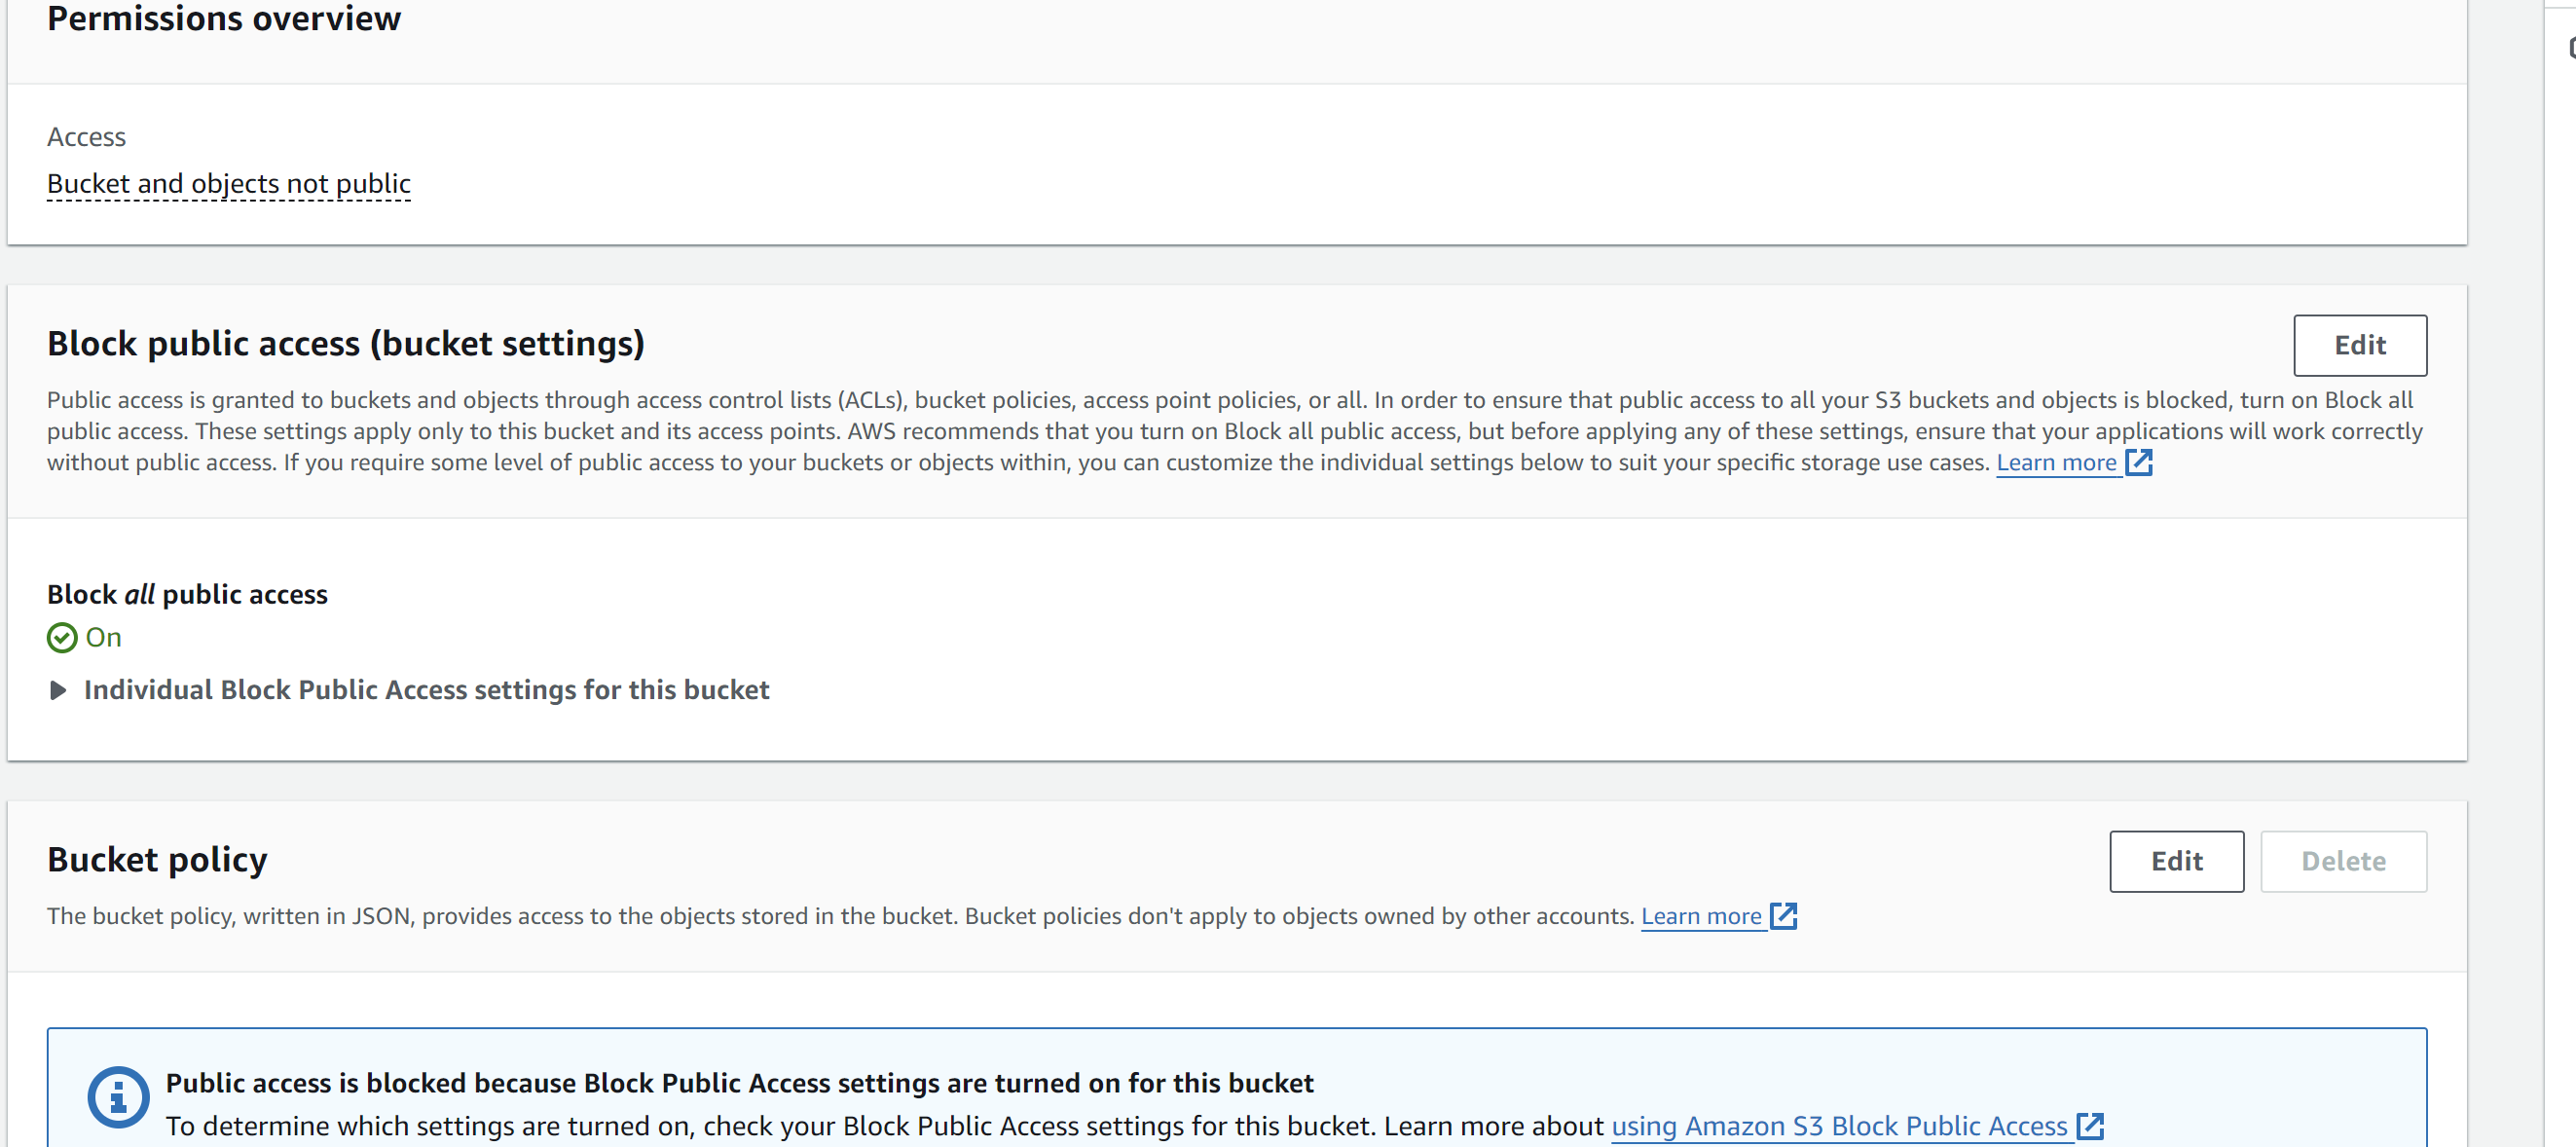 Permissions overview
Access
Bucket and objects not public
Block public access (bucket settings)
Edit
Public access is granted to buckets and objects through access control lists (ACLs), bucket policies, access point policies, or all. In order to ensure that public access to all your S3 buckets and objects is blocked, turn on Block all
public access. These settings apply only to this bucket and its access points. AWS recommends that you turn on Block all public access, but before applying any of these settings, ensure that your applications will work correctly
without public access. If you require some level of public access to your buckets or objects within, you can customize the individual settings below to suit your specific storage use cases. Learn more
Block all public access
On
Individual Block Public Access settings for this bucket
Bucket policy
Edit
Delete
The bucket policy, written in JSON, provides access to the objects stored in the bucket. Bucket policies don't apply to objects owned by other accounts. Learn more
Public access is blocked because Block Public Access settings are turned on for this bucket
To determine which settings are turned on, check your Block Public Access settings for this bucket. Learn more about using Amazon S3 Block Public Access